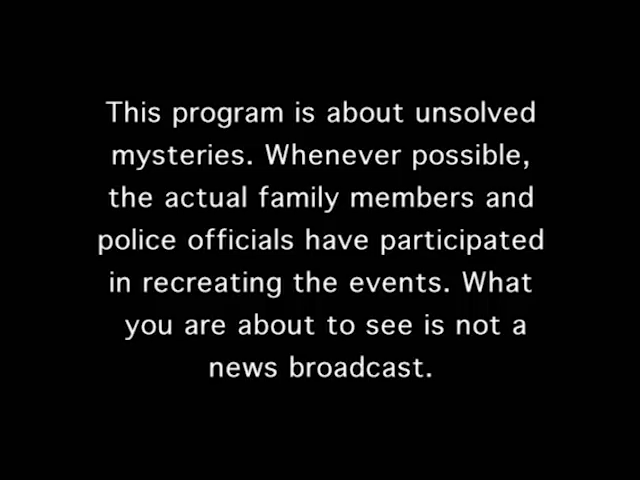 This program is about unsolved
mysteries. Whenever possible,
the actual family members and
police officials have participated
in recreating the events. What
you are about to see is not a
news broadcast.